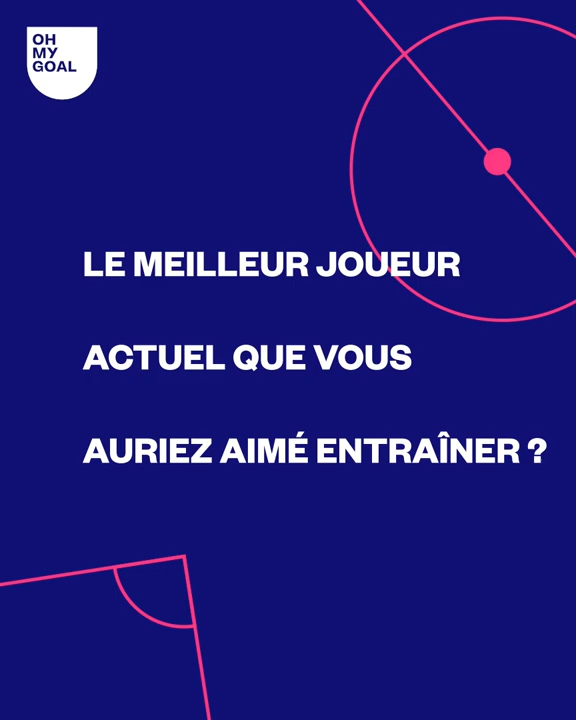 OH
MY
GOAL
LE MEILLEUR JOUEUR
ACTUEL QUE VOUS
AURIEZ AIMÉ ENTRAÎNER ?